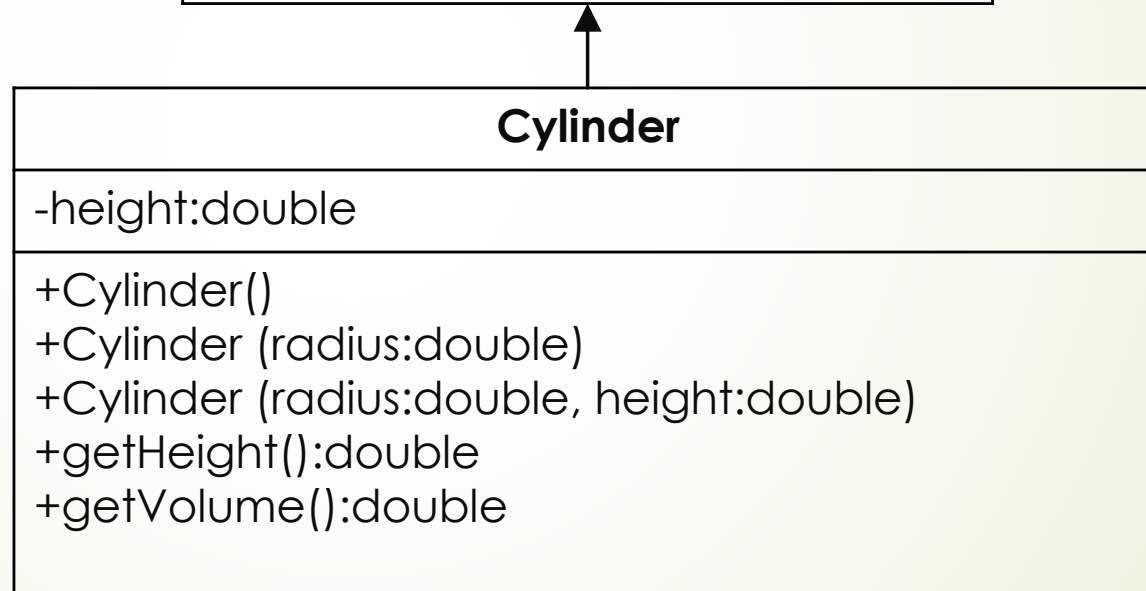 Cylinder
-height:double
+Cylinder()
+Cylinder (radius:double)
+Cylinder (radius:double, height:double)
+getHeight():double
+getVolume():double